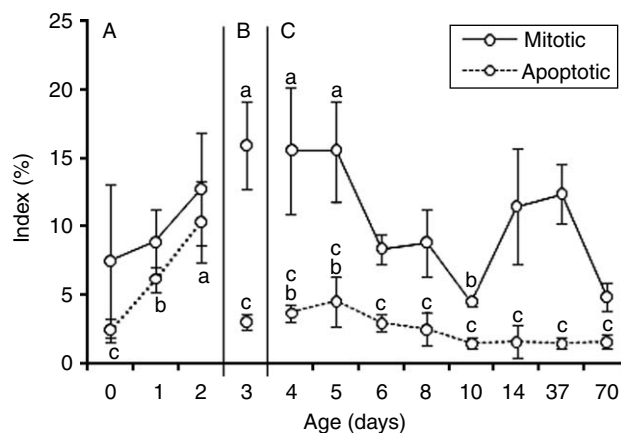 A B C
Mitotic
Apoptotic
25
20
15
10
5
0
Index (%)
a a a
b
c b a c c b c b c c c c c c
0 1 2 3 4 5 6 8 10 14 37 70
Age (days)